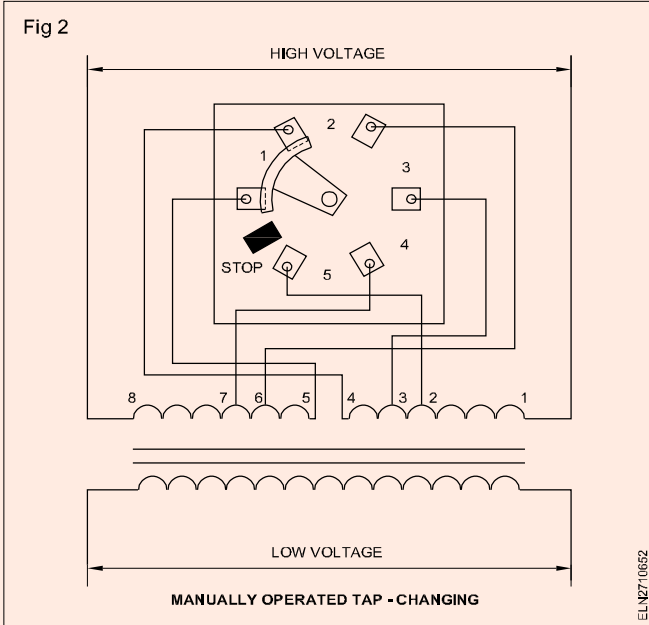 Fig 2
HIGH VOLTAGE
2
1
3
4
STOP
5
8 7 6 5 4 3 2 1
LOW VOLTAGE
MANUALLY OPERATED TAP - CHANGING
ELN2710652